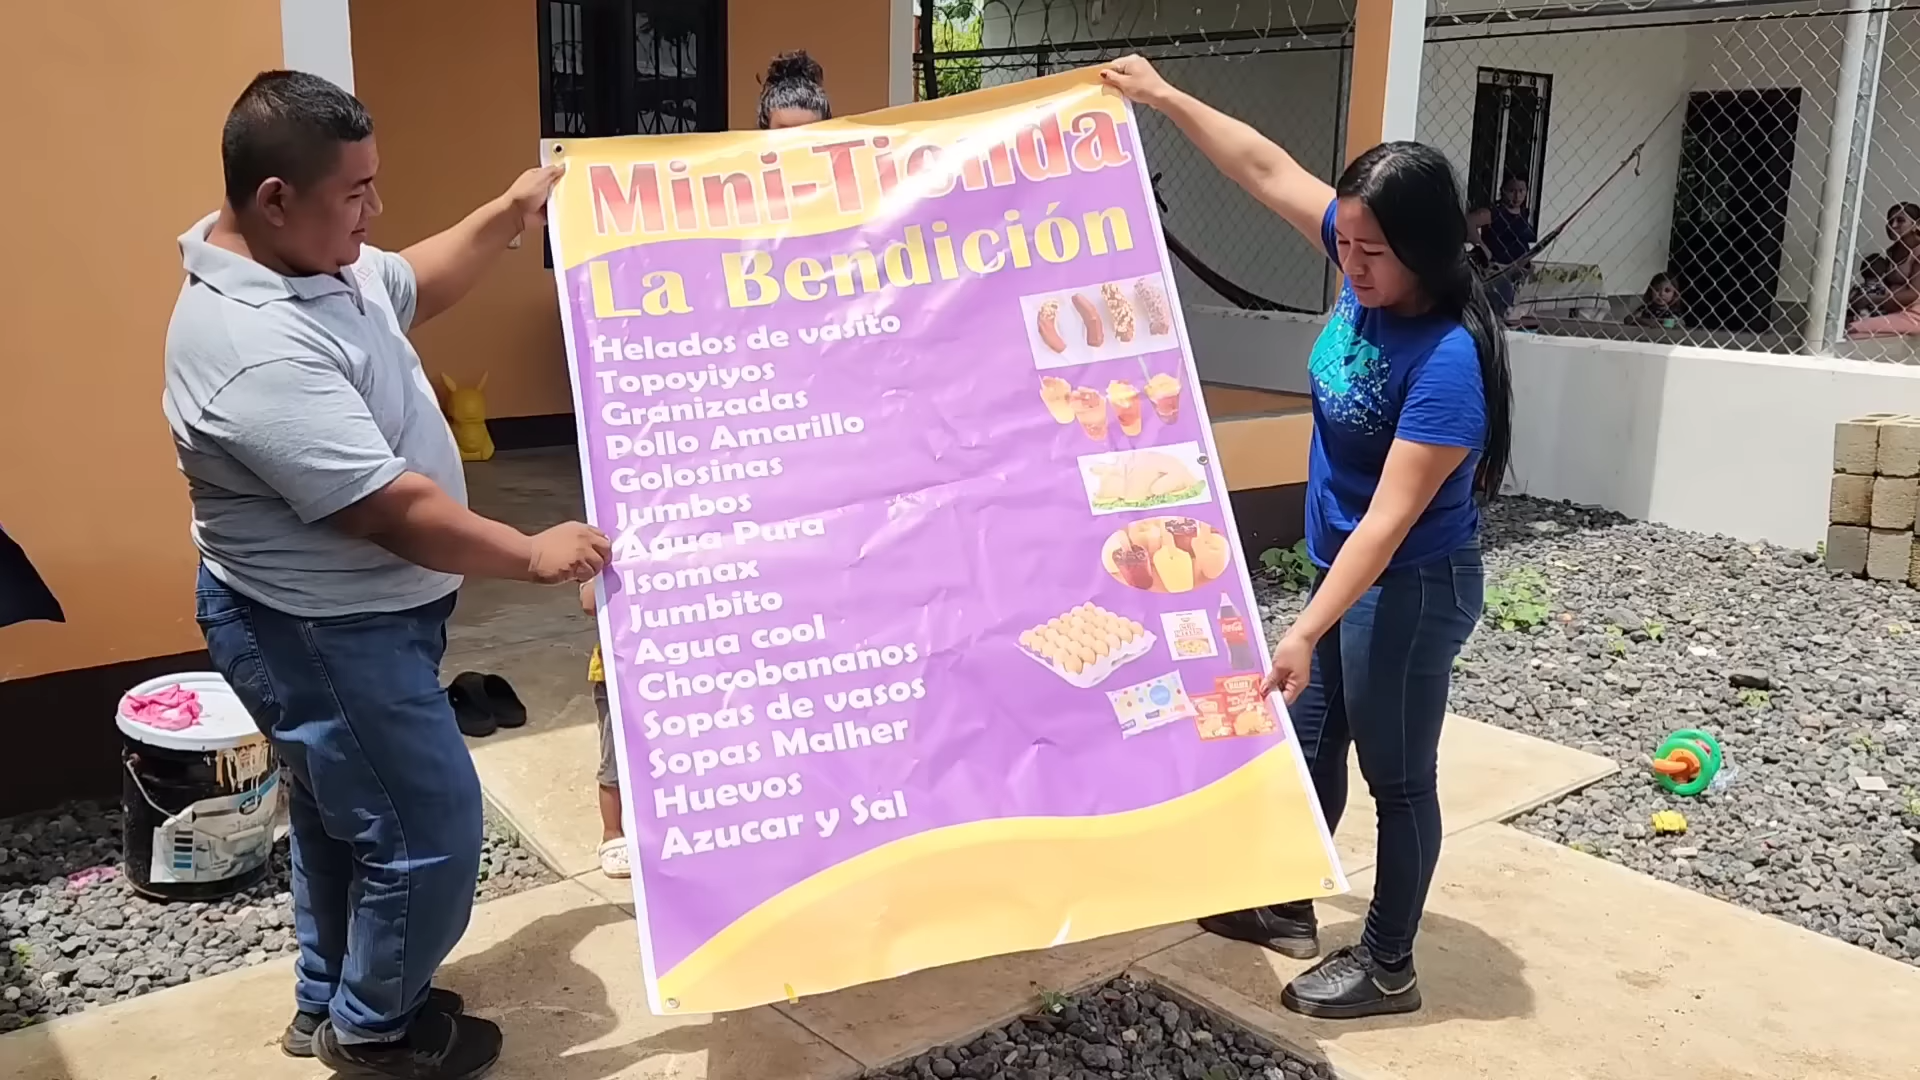 Mini-Tienda
La Bendición
Helados de vasito
Topoyiyos
Granizadas
Pollo Amarillo
Golosinas
Jumbos
Agua Pura
Isomax
Jumbito
Agua cool
Chocobananos
Sopas de vasos
Sopas Malher
Huevos
Azucar y Sal